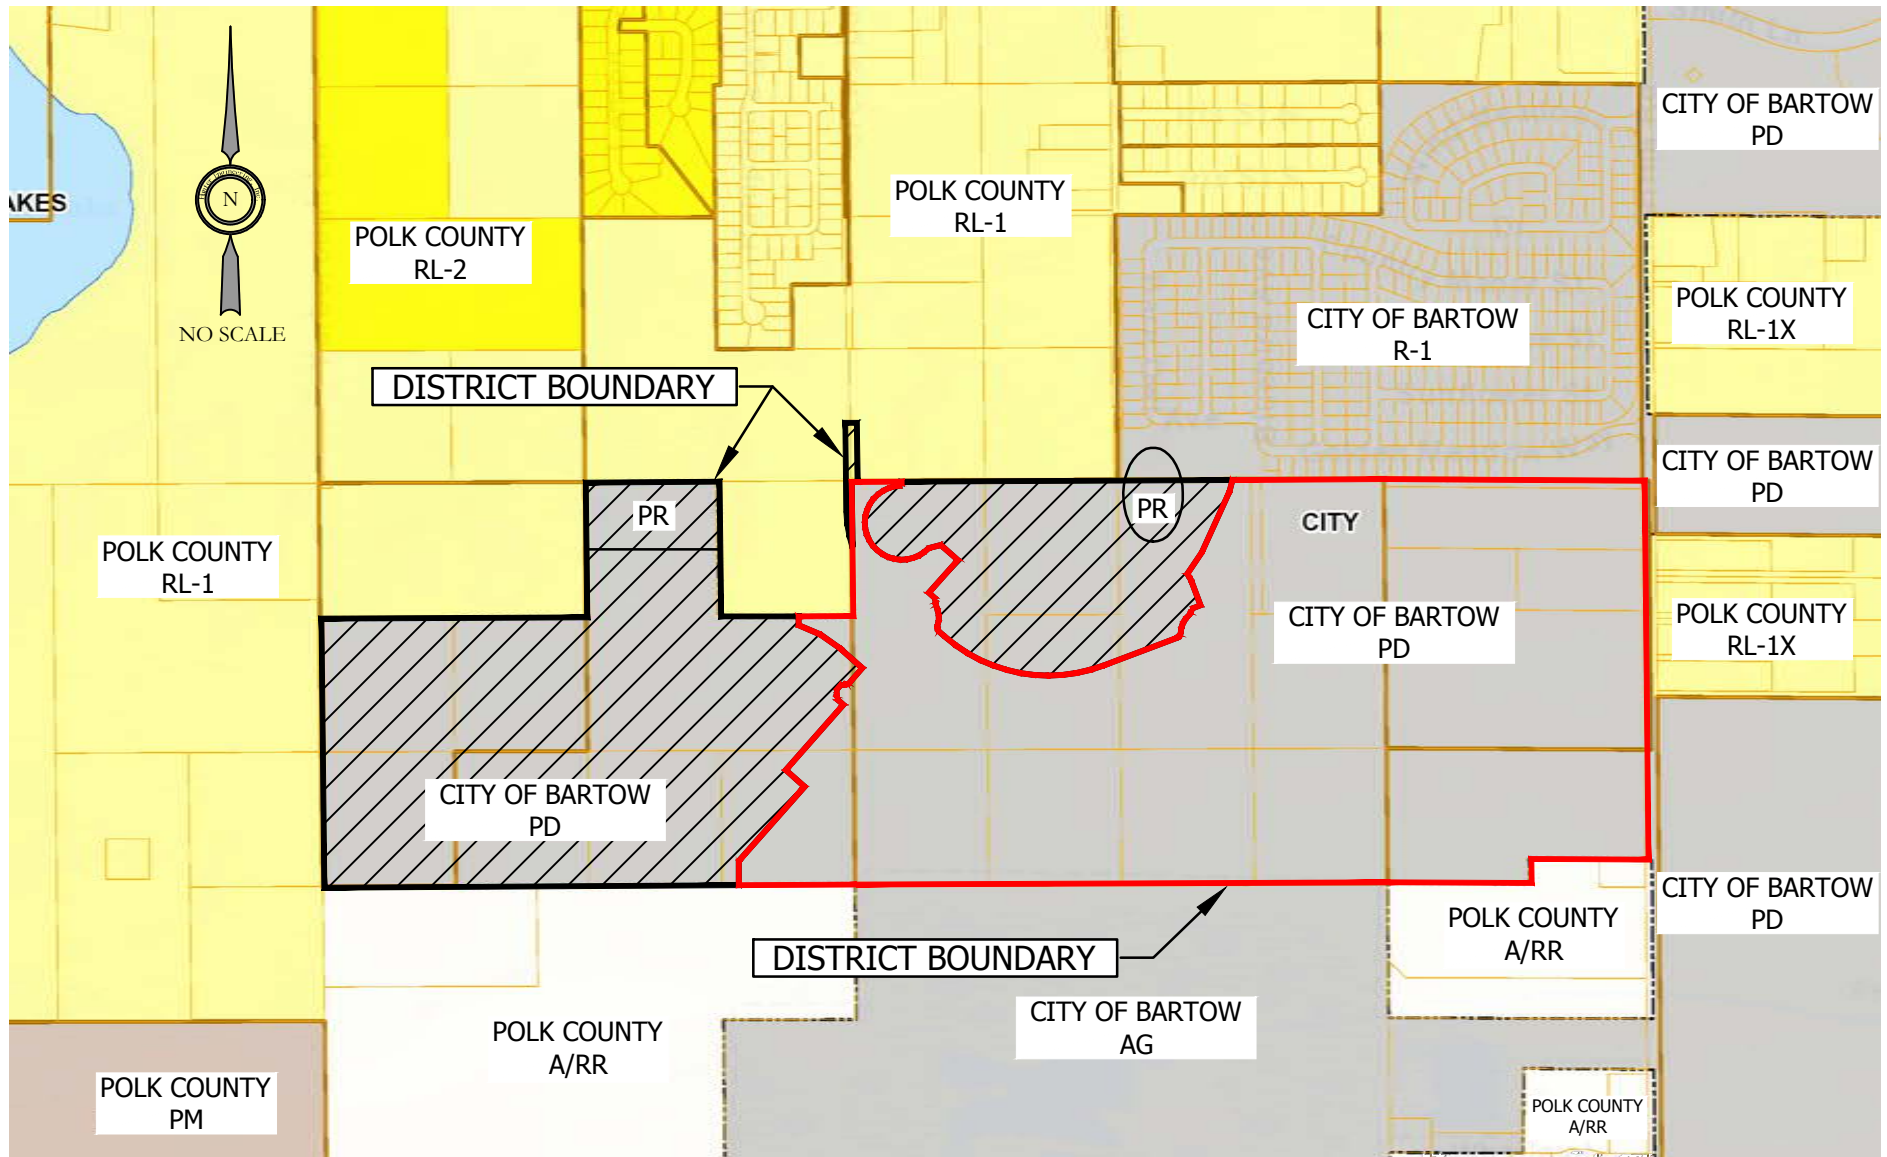 CITY OF BARTOW
PD
AKES
N
POLK COUNTY
RL-1
POLK COUNTY
RL-2
POLK COUNTY
RL-1X
NO SCALE
CITY OF BARTOW
R-1
DISTRICT BOUNDARY
CITY OF BARTOW
PD
PR
PR
CITY
POLK COUNTY
RL-1
CITY OF BARTOW
PD
POLK COUNTY
RL-1X
CITY OF BARTOW
PD
CITY OF BARTOW
PD
POLK COUNTY
A/RR
DISTRICT BOUNDARY
CITY OF BARTOW
AG
POLK COUNTY
A/RR
POLK COUNTY
PM
POLK COUNTY
A/RR